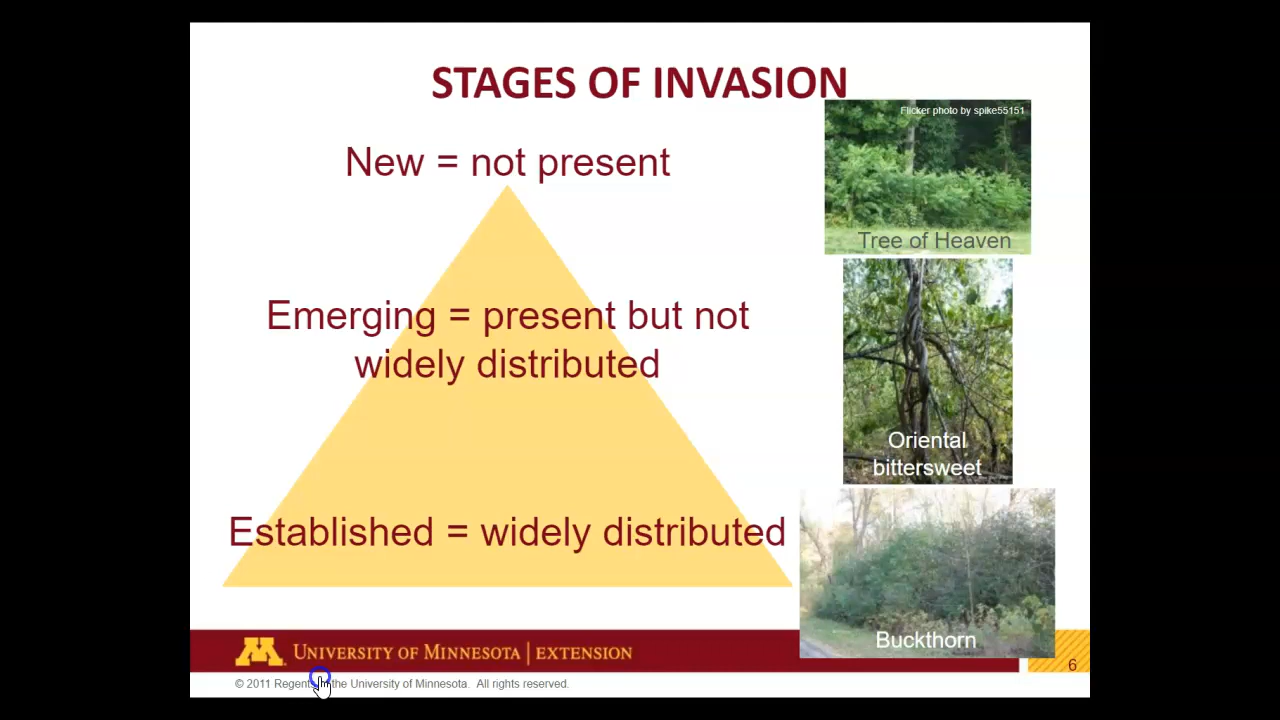 STAGES OF INVASION
Flicker photo by spike55151
New = not present
Tree of Heaven
Emerging = present but not
widely distributed
Oriental
bittersweet
Established = widely distributed
Buckthorn
M UNIVERSITY OF MINNESOTA | EXTENSION
6
© 2011 Regents the University of Minnesota. All rights reserved.